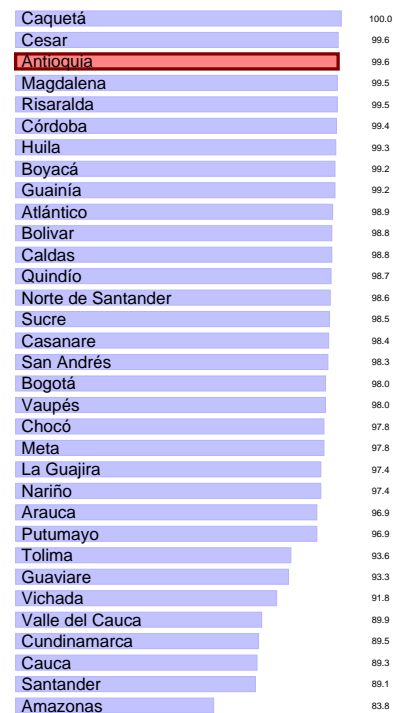 Caquetá 100.0
Cesar 99.6
Antioquia 99.6
Magdalena 99.5
Risaralda 99.5
Córdoba 99.4
Huila 99.3
Boyacá 99.2
Guainía 99.2
Atlántico 98.9
Bolivar 98.8
Caldas 98.8
Quindío 98.7
Norte de Santander 98.6
Sucre 98.5
Casanare 98.4
San Andrés 98.3
Bogotá 98.0
Vaupés 98.0
Chocó 97.8
Meta 97.8
La Guajira 97.4
Nariño 97.4
Arauca 96.9
Putumayo 96.9
Tolima 93.6
Guaviare 93.3
Vichada 91.8
Valle del Cauca 89.9
Cundinamarca 89.5
Cauca 89.3
Santander 89.1
Amazonas 83.8